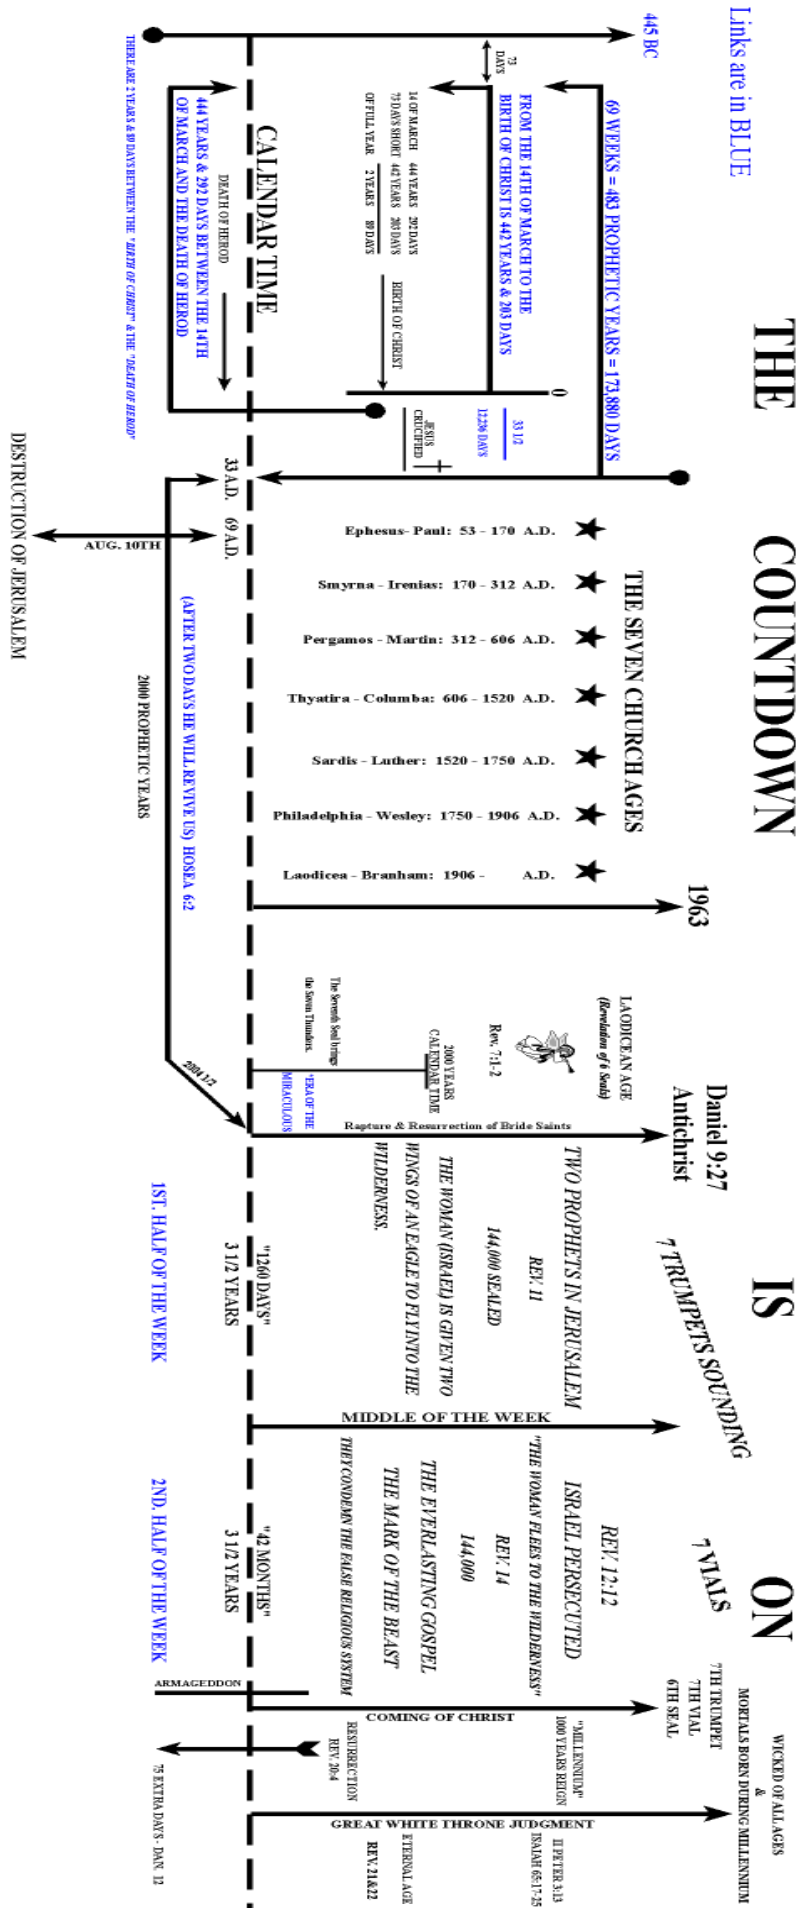 THE COUNTDOWN IS ON
Links are in BLUE
445 BC
69 WEEKS = 483 PROPHETIC YEARS = 173,880 DAYS
73
DAYS
FROM THE 14TH OF MARCH TO THE
BIRTH OF CHRIST IS 442 YEARS & 203 DAYS
14 OF MARCH 444 YEARS 292 DAYS
73 DAYS SHORT 442 YEARS 203 DAYS
OF FULL YEAR 2 YEARS 89 DAYS
BIRTH OF CHRIST
0
33 1/2
12,236 DAYS
JESUS
CRUCIFIED
CALENDAR TIME
DEATH OF HEROD
444 YEARS & 292 DAYS BETWEEN THE 14TH
OF MARCH AND THE DEATH OF HEROD
THERE ARE 2 YEARS & 89 DAYS BETWEEN THE "BIRTH OF CHRIST" & THE "DEATH OF HEROD"
33 A.D.
69 A.D.
AUG. 10TH
DESTRUCTION OF JERUSALEM
THE SEVEN CHURCH AGES
Ephesus- Paul: 53 - 170 A.D.
Smyrna - Irenias: 170 - 312 A.D.
Pergamos - Martin: 312 - 606 A.D.
Thyatira - Columba: 606 - 1520 A.D.
Sardis - Luther: 1520 - 1750 A.D.
Philadelphia - Wesley: 1750 - 1906 A.D.
Laodicea - Branham: 1906 - A.D.
(AFTER TWO DAYS HE WILL REVIVE US) HOSEA 6:2
2000 PROPHETIC YEARS
2004 1/2
1963
LAODICEAN AGE
(Revelation of 6 Seals)
Rev. 7:1-2
2000 YEARS
CALENDAR TIME
The Seventh Seal brings
the Seven Thunders.
"ERA OF THE
MIRACULOUS
Daniel 9:27
Antichrist
Rapture & Resurrection of Bride Saints
7 TRUMPETS SOUNDING
TWO PROPHETS IN JERUSALEM
REV. 11
144,000 SEALED
THE WOMAN (ISRAEL) IS GIVEN TWO
WINGS OF AN EAGLE TO FLY INTO THE
WILDERNESS.
"1260 DAYS"
3 1/2 YEARS
1ST. HALF OF THE WEEK
MIDDLE OF THE WEEK
7 VIALS
REV. 12:12
ISRAEL PERSECUTED
"THE WOMAN FLEES TO THE WILDERNESS"
REV. 14
144,000
THE EVERLASTING GOSPEL
THE MARK OF THE BEAST
THEY CONDEMN THE FALSE RELIGIOUS SYSTEM
"42 MONTHS"
3 1/2 YEARS
2ND. HALF OF THE WEEK
7TH TRUMPET
7TH VIAL
6TH SEAL
ARMAGEDDON
COMING OF CHRIST
"MILLENNIUM"
1000 YEARS REIGN
RESURRECTION
REV. 20:4
75 EXTRA DAYS - DAN. 12
WICKED OF ALL AGES
&
MORTALS BORN DURING MILLENNIUM
GREAT WHITE THRONE JUDGMENT
II PETER 3:13
ISAIAH 65:17-25
ETERNAL AGE
REV. 21&22